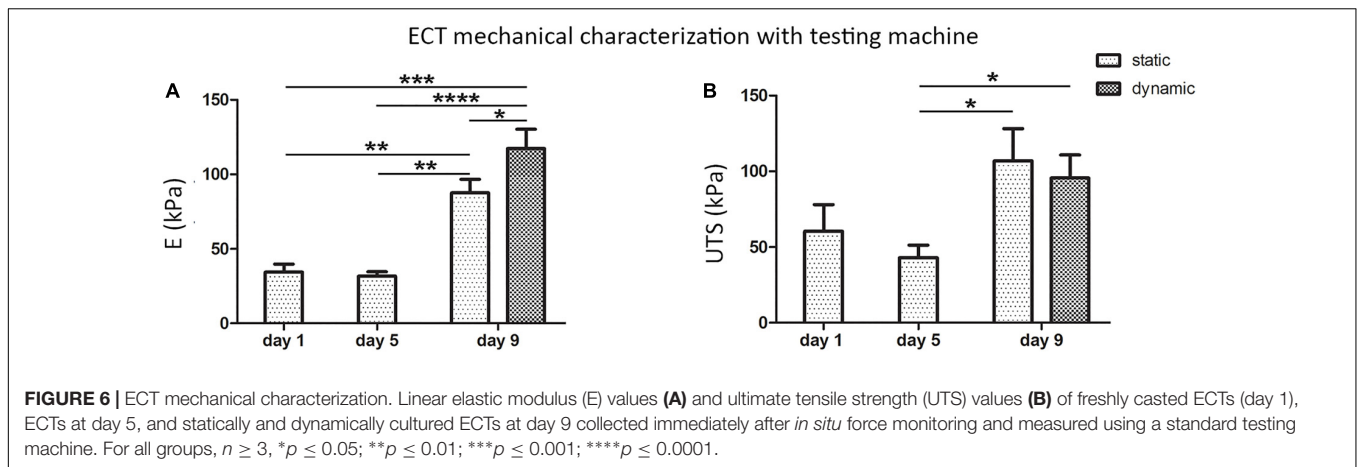 ECT mechanical characterization with testing machine
static
dynamic
A
***
****
*
**
**
E (kPa)
150
100
50
0
day 1
day 5
day 9
B
*
*
UTS (kPa)
150
100
50
0
day 1
day 5
day 9
FIGURE 6 | ECT mechanical characterization. Linear elastic modulus (E) values (A) and ultimate tensile strength (UTS) values (B) of freshly casted ECTs (day 1),
ECTs at day 5, and statically and dynamically cultured ECTs at day 9 collected immediately after in situ force monitoring and measured using a standard testing
machine. For all groups, n ≥ 3, *p ≤ 0.05; **p ≤ 0.01; ***p ≤ 0.001; ****p ≤ 0.0001.